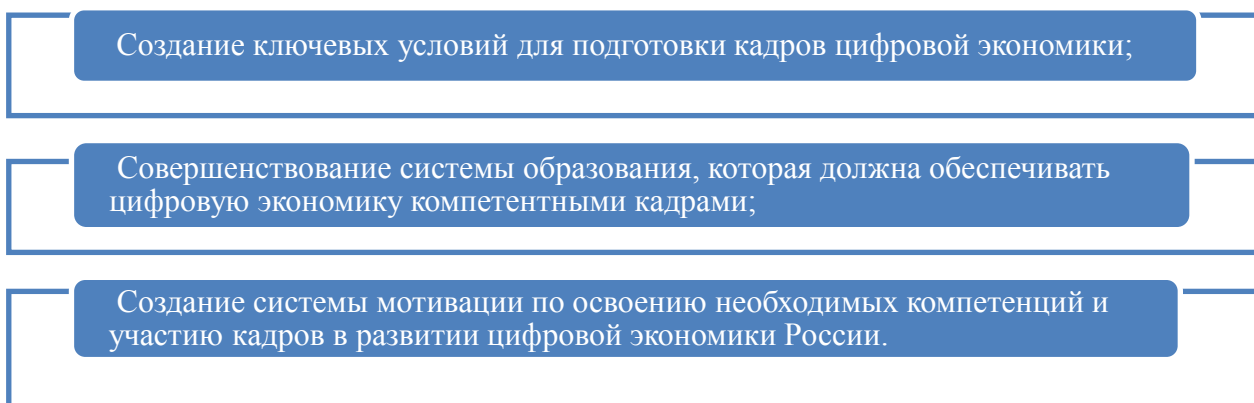 Создание ключевых условий для подготовки кадров цифровой экономики;
Совершенствование системы образования, которая должна обеспечивать
цифровую экономику компетентными кадрами;
Создание системы мотивации по освоению необходимых компетенций и
участию кадров в развитии цифровой экономики России.